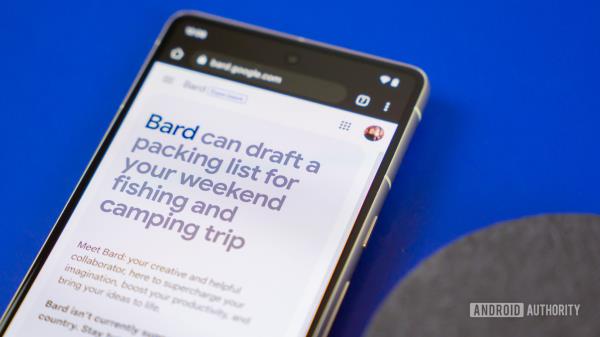 bard.google.com
Bard
Bard can draft a
packing list for
your weekend
fishing and
camping trip
Meet Bard: your creative and helpful
collaborator, here to supercharge your
imagination, boost your productivity, and
bring your ideas to life.
Bard isn't currently
country. Stay
ANDROID AUTHORITY